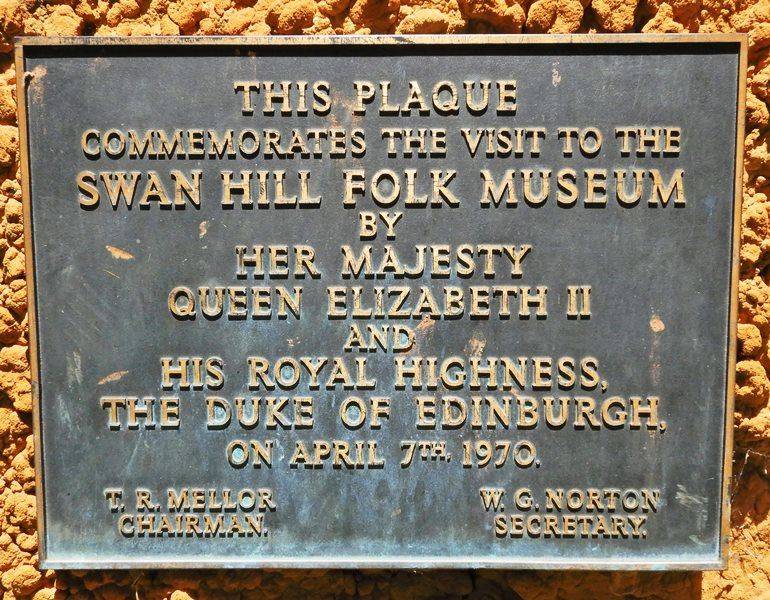 THIS PLAQUE
COMMEMORATES THE VISIT TO THE
SWAN HILL FOLK MUSEUM
BY
HER MAJESTY
QUEEN ELIZABETH II
AND
HIS ROYAL HIGHNESS,
THE DUKE OF EDINBURGH,
ON APRIL 7TH. 1970.
T. R. MELLOR W. G. NORTON
CHAIRMAN. SECRETARY.